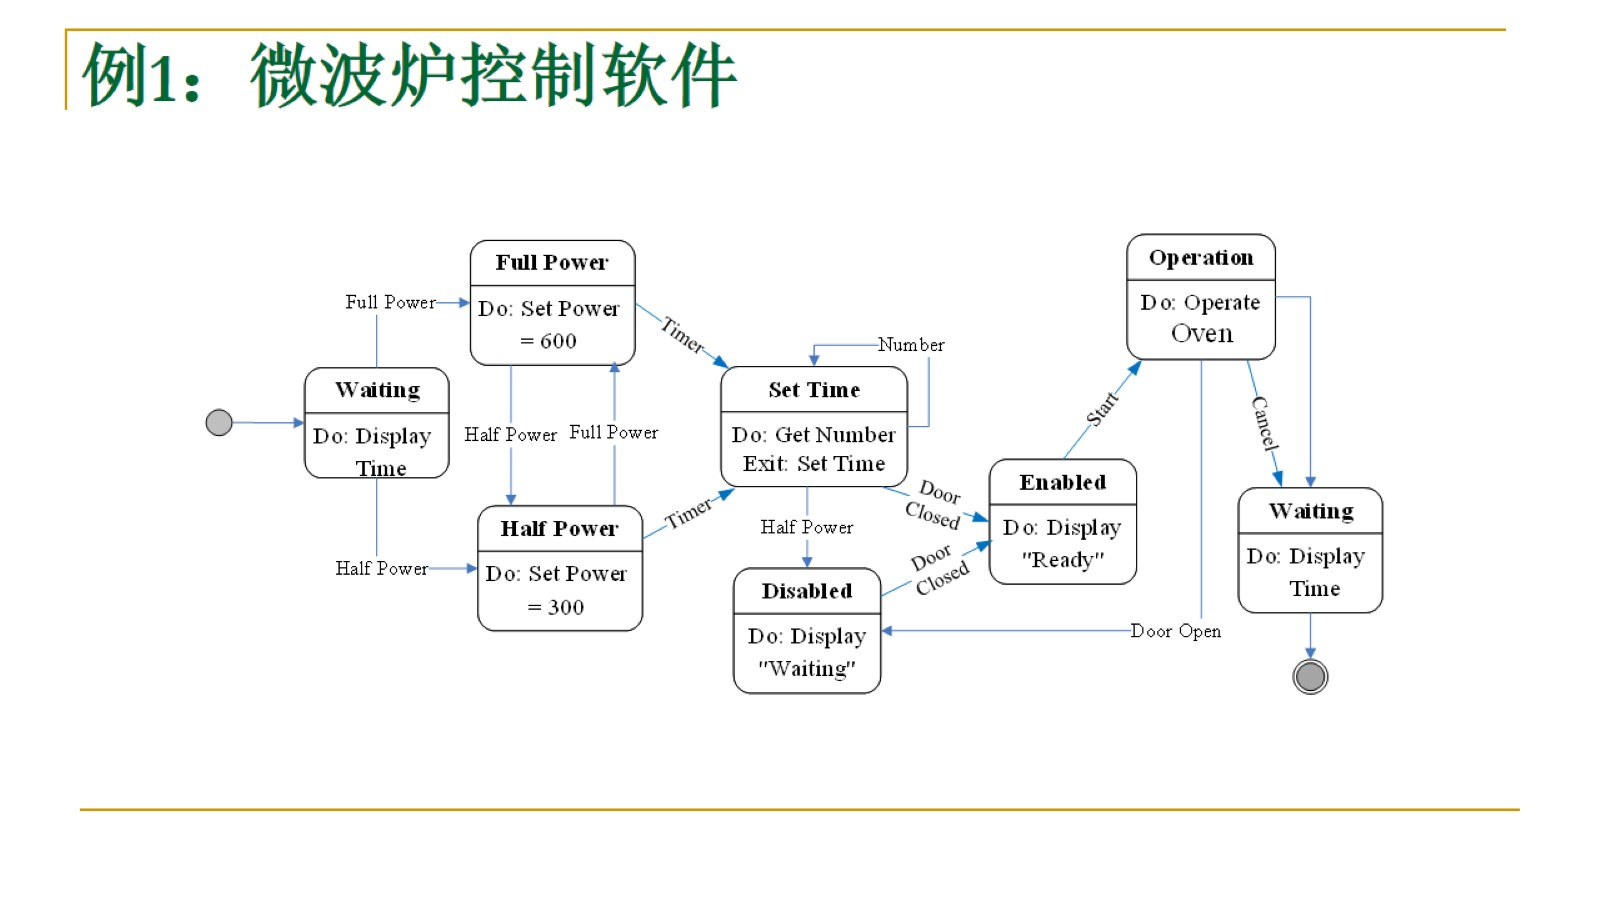 例1：微波炉控制软件
Full Power
Do: Set Power
= 600
Full Power
Waiting
Do: Display
Time
Half Power
Full Power
Half Power
Half Power
Do: Set Power
= 300
Timer
Timer
Number
Set Time
Do: Get Number
Exit: Set Time
Half Power
Door
Closed
Door
Closed
Disabled
Do: Display
"Waiting"
Enabled
Do: Display
"Ready"
Start
Operation
Do: Operate
Oven
Cancel
Door Open
Waiting
Do: Display
Time